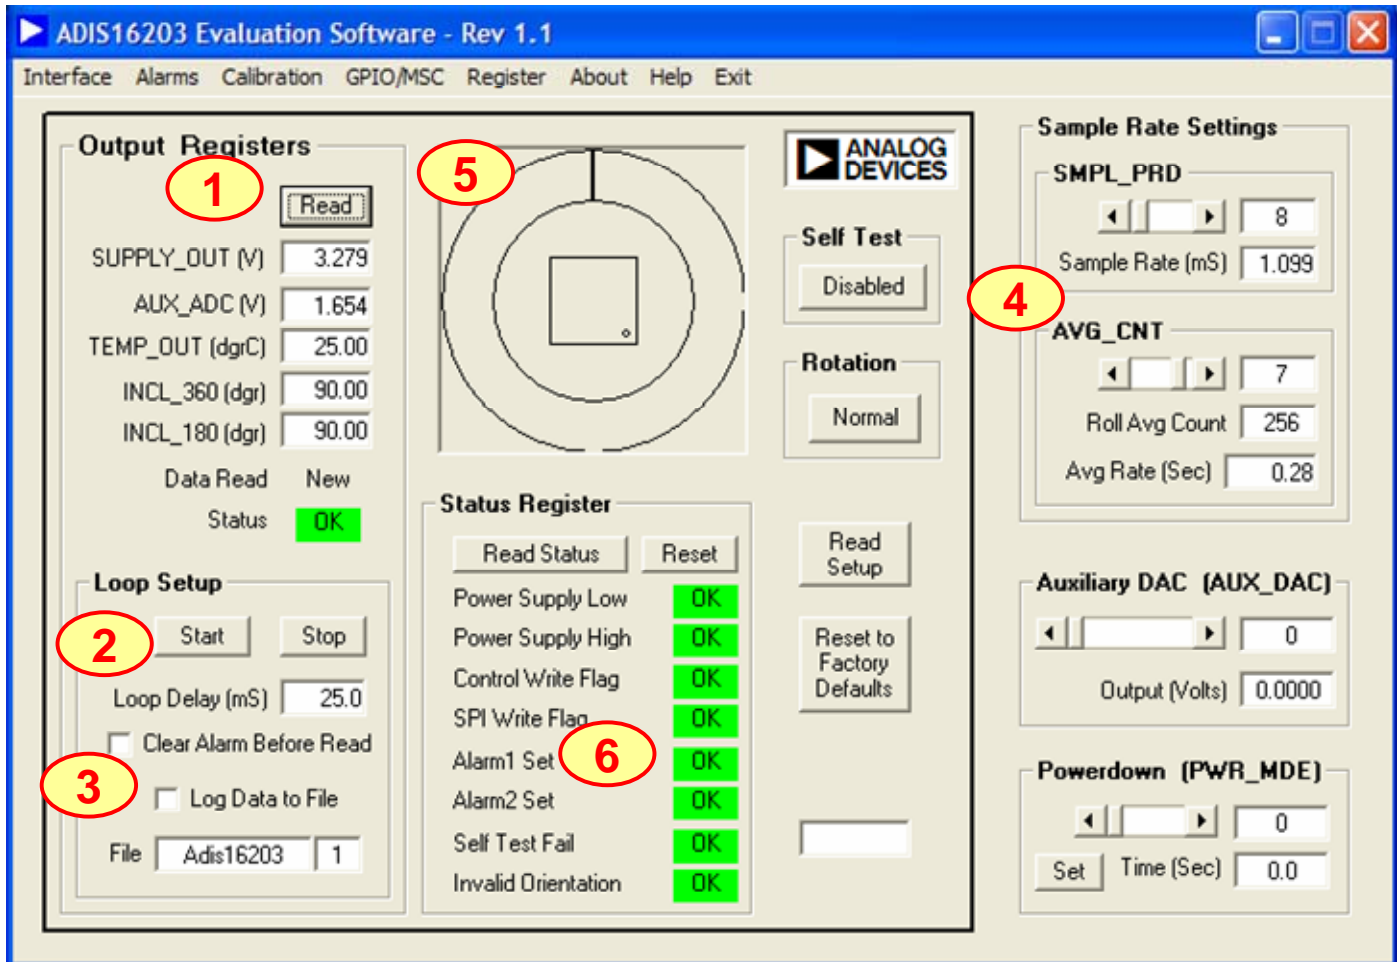 ADIS16203 Evaluation Software - Rev 1.1
Interface Alarms Calibration GPIO/MSC Register About Help Exit
Output Registers
1
Read
SUPPLY_OUT (V) 3.279
AUX_ADC (V) 1.654
TEMP_OUT (dgrC) 25.00
INCL_360 (dgr) 90.00
INCL_180 (dgr) 90.00
Data Read New
Status OK
Loop Setup
2
Start Stop
Loop Delay (mS) 25.0
Clear Alarm Before Read
3
Log Data to File
File Adis16203 1
5
Status Register
Read Status Reset
Power Supply Low OK
Power Supply High OK
Control Write Flag OK
SPI Write Flag OK
Alarm1 Set OK
6
Alarm2 Set OK
Self Test Fail OK
Invalid Orientation OK
ANALOG
DEVICES
Self Test
Disabled
Rotation
Normal
Read
Setup
Reset to
Factory
Defaults
Sample Rate Settings
SMPL_PRD
8
Sample Rate (mS) 1.099
4
AVG_CNT
7
Roll Avg Count 256
Avg Rate (Sec) 0.28
Auxiliary DAC (AUX_DAC)
0
Output (Volts) 0.0000
Powerdown (PWR_MDE)
0
Set Time (Sec) 0.0